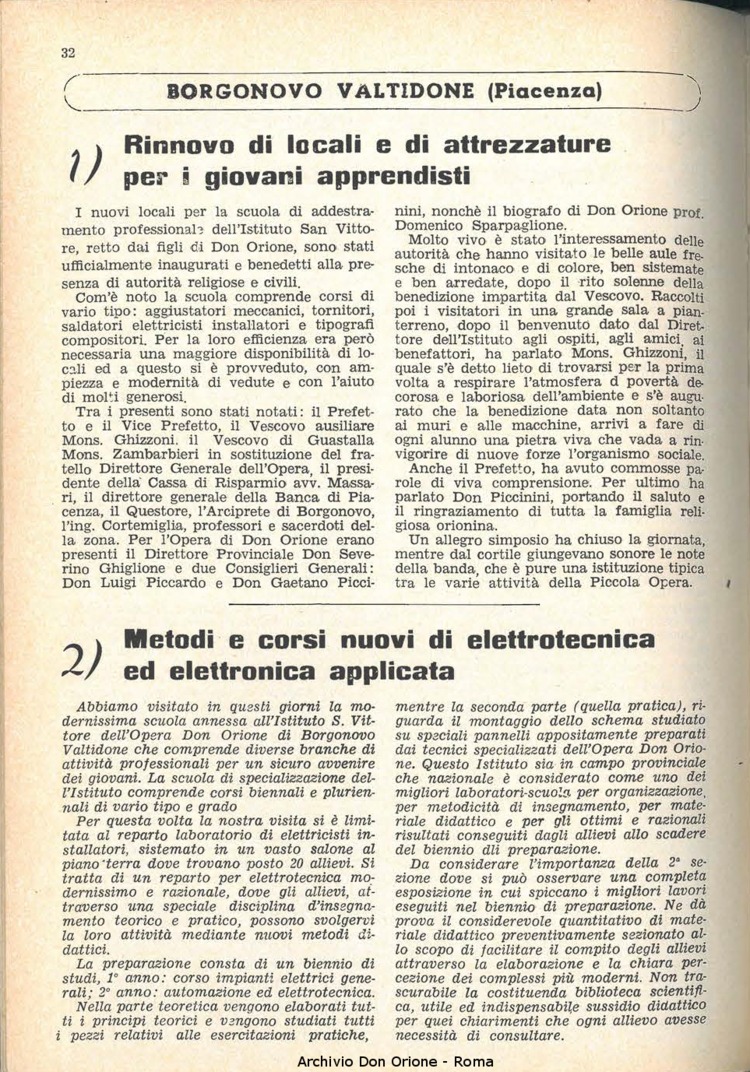 32
BORGONOVO VALTIDONE (Piacenza)
1) Rinnovo di locali e di attrezzature
per i giovani apprendisti
I nuovi locali per la scuola di addestra-
mento professionale dell'Istituto San Vitto-
re, retto dai figli di Don Orione, sono stati
ufficialmente inaugurati e benedetti alla pre-
senza di autorità religiose e civili.
Com'è noto la scuola comprende corsi di
vario tipo: aggiustatori meccanici, tornitori,
saldatori elettricisti installatori e tipografi
compositori. Per la loro efficienza era però
necessaria una maggiore disponibilità di lo-
cali ed a questo si è provveduto, con am-
piezza e modernità di vedute e con l'aiuto
di molti generosi.
Tra i presenti sono stati notati: il Prefet-
to e il Vice Prefetto, il Vescovo ausiliare
Mons. Ghizzoni. il Vescovo di Guastalla
Mons. Zambarbieri in sostituzione del fra-
tello Direttore Generale dell'Opera, il presi-
dente della Cassa di Risparmio avv. Massa-
ri, il direttore generale della Banca di Pia-
cenza, il Questore, l'Arciprete di Borgonovo,
l'ing. Cortemiglia, professori e sacerdoti del-
la zona. Per l'Opera di Don Orione erano
presenti il Direttore Provinciale Don Seve-
rino Ghiglione e due Consiglieri Generali:
Don Luigi Piccardo e Don Gaetano Picci-
nini, nonchè il biografo di Don Orione prof.
Domenico Sparpaglione.
Molto vivo è stato l'interessamento delle
autorità che hanno visitato le belle aule fre-
sche di intonaco e di colore, ben sistemate
e ben arredate, dopo il rito solenne della
benedizione impartita dal Vescovo. Raccolti
poi i visitatori in una grande sala a pian-
terreno, dopo il benvenuto dato dal Diret-
tore dell'Istituto agli ospiti, agli amici, ai
benefattori, ha parlato Mons. Ghizzoni, il
quale s'è detto lieto di trovarsi per la prima
volta a respirare l'atmosfera d povertà de-
corosa e laboriosa dell'ambiente e s'è augu-
rato che la benedizione data non soltanto
ai muri e alle macchine, arrivi a fare di
ogni alunno una pietra viva che vada a rin-
vigorire di nuove forze l'organismo sociale.
Anche il Prefetto, ha avuto commosse pa-
role di viva comprensione. Per ultimo ha
parlato Don Piccinini, portando il saluto e
il ringraziamento di tutta la famiglia reli-
giosa orionina.
Un allegro simposio ha chiuso la giornata,
mentre dal cortile giungevano sonore le note
della banda, che è pure una istituzione tipica
tra le varie attività della Piccola Opera.
2) Metodi e corsi nuovi di elettrotecnica
ed elettronica applicata
Abbiamo visitato in questi giorni la mo-
dernissima scuola annessa all'Istituto S. Vit-
tore dell'Opera Don Orione di Borgonovo
Valtidone che comprende diverse branche di
attività professionali per un sicuro avvenire
dei giovani. La scuola di specializzazione del-
l'Istituto comprende corsi biennali e plurien-
nali di vario tipo e grado
Per questa volta la nostra visita si è limi-
tata al reparto laboratorio di elettricisti in-
stallatori, sistemato in un vasto salone al
piano terra dove trovano posto 20 allievi. Si
tratta di un reparto per elettrotecnica mo-
dernissimo e razionale, dove gli allievi, at-
traverso una speciale disciplina d'insegna-
mento teorico e pratico, possono svolgervi
la loro attività mediante nuovi metodi di-
dattici.
La preparazione consta di un biennio di
studi, 1° anno: corso impianti elettrici gene-
rali; 2° anno: automazione ed elettrotecnica.
Nella parte teoretica vengono elaborati tut-
ti i principi teorici e vengono studiati tutti
i pezzi relativi alle esercitazioni pratiche,
mentre la seconda parte (quella pratica), ri-
guarda il montaggio dello schema studiato
su speciali pannelli appositamente preparati
dai tecnici specializzati dell'Opera Don Orio-
ne. Questo Istituto sia in campo provinciale
che nazionale è considerato come uno dei
migliori laboratori-scuola per organizzazione,
per metodicità di insegnamento, per mate-
riale didattico e per gli ottimi e razionali
risultati conseguiti dagli allievi allo scadere
del biennio dli preparazione.
Da considerare l'importanza della 2ª se-
zione dove si può osservare una completa
esposizione in cui spiccano i migliori lavori
eseguiti nel biennio di preparazione. Ne dà
prova il considerevole quantitativo di mate-
riale didattico preventivamente sezionato al-
lo scopo di facilitare il compito degli allievi
attraverso la elaborazione e la chiara per-
cezione dei complessi più moderni. Non tra-
scurabile la costituenda biblioteca scientifi-
ca, utile ed indispensabile sussidio didattico
per quei chiarimenti che ogni allievo avesse
necessità di consultare.
Archivio Don Orione - Roma